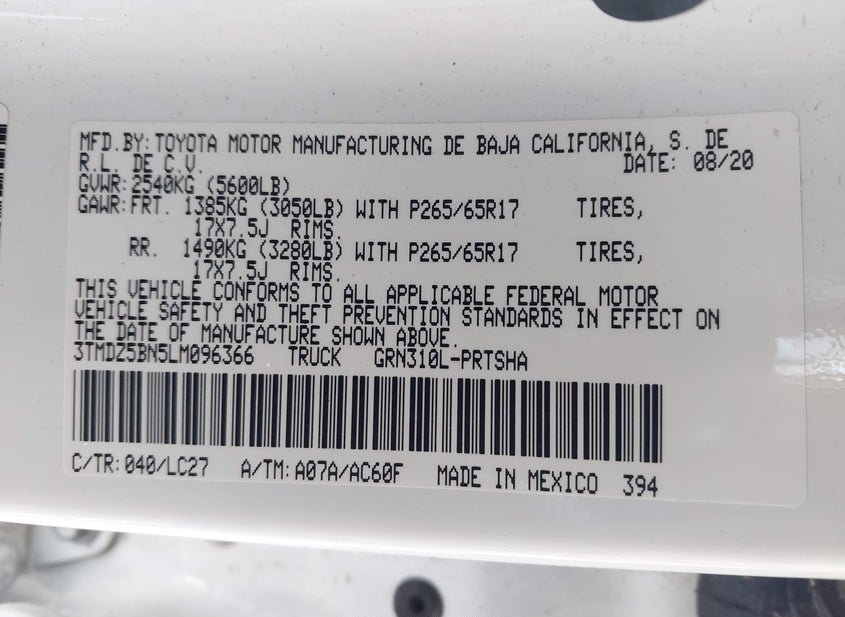 MFD.BY:TOYOTA MOTOR MANUFACTURING DE BAJA CALIFORNIA, S. DE
R.L. DE C.V. DATE: 08/20
GVWR:2540KG (5600LB)
GAWR:FRT. 1385KG (3050LB) WITH P265/65R17 TIRES,
17X7.5J RIMS.
RR. 1490KG (3280LB) WITH P265/65R17 TIRES,
17X7.5J RIMS.
THIS VEHICLE CONFORMS TO ALL APPLICABLE FEDERAL MOTOR
VEHICLE SAFETY AND THEFT PREVENTION STANDARDS IN EFFECT ON
THE DATE OF MANUFACTURE SHOWN ABOVE.
3TMDZ5BN5LM096366 TRUCK GRN310L-PRTSHA
C/TR:040/LC27 A/TM:A07A/AC60F MADE IN MEXICO 394